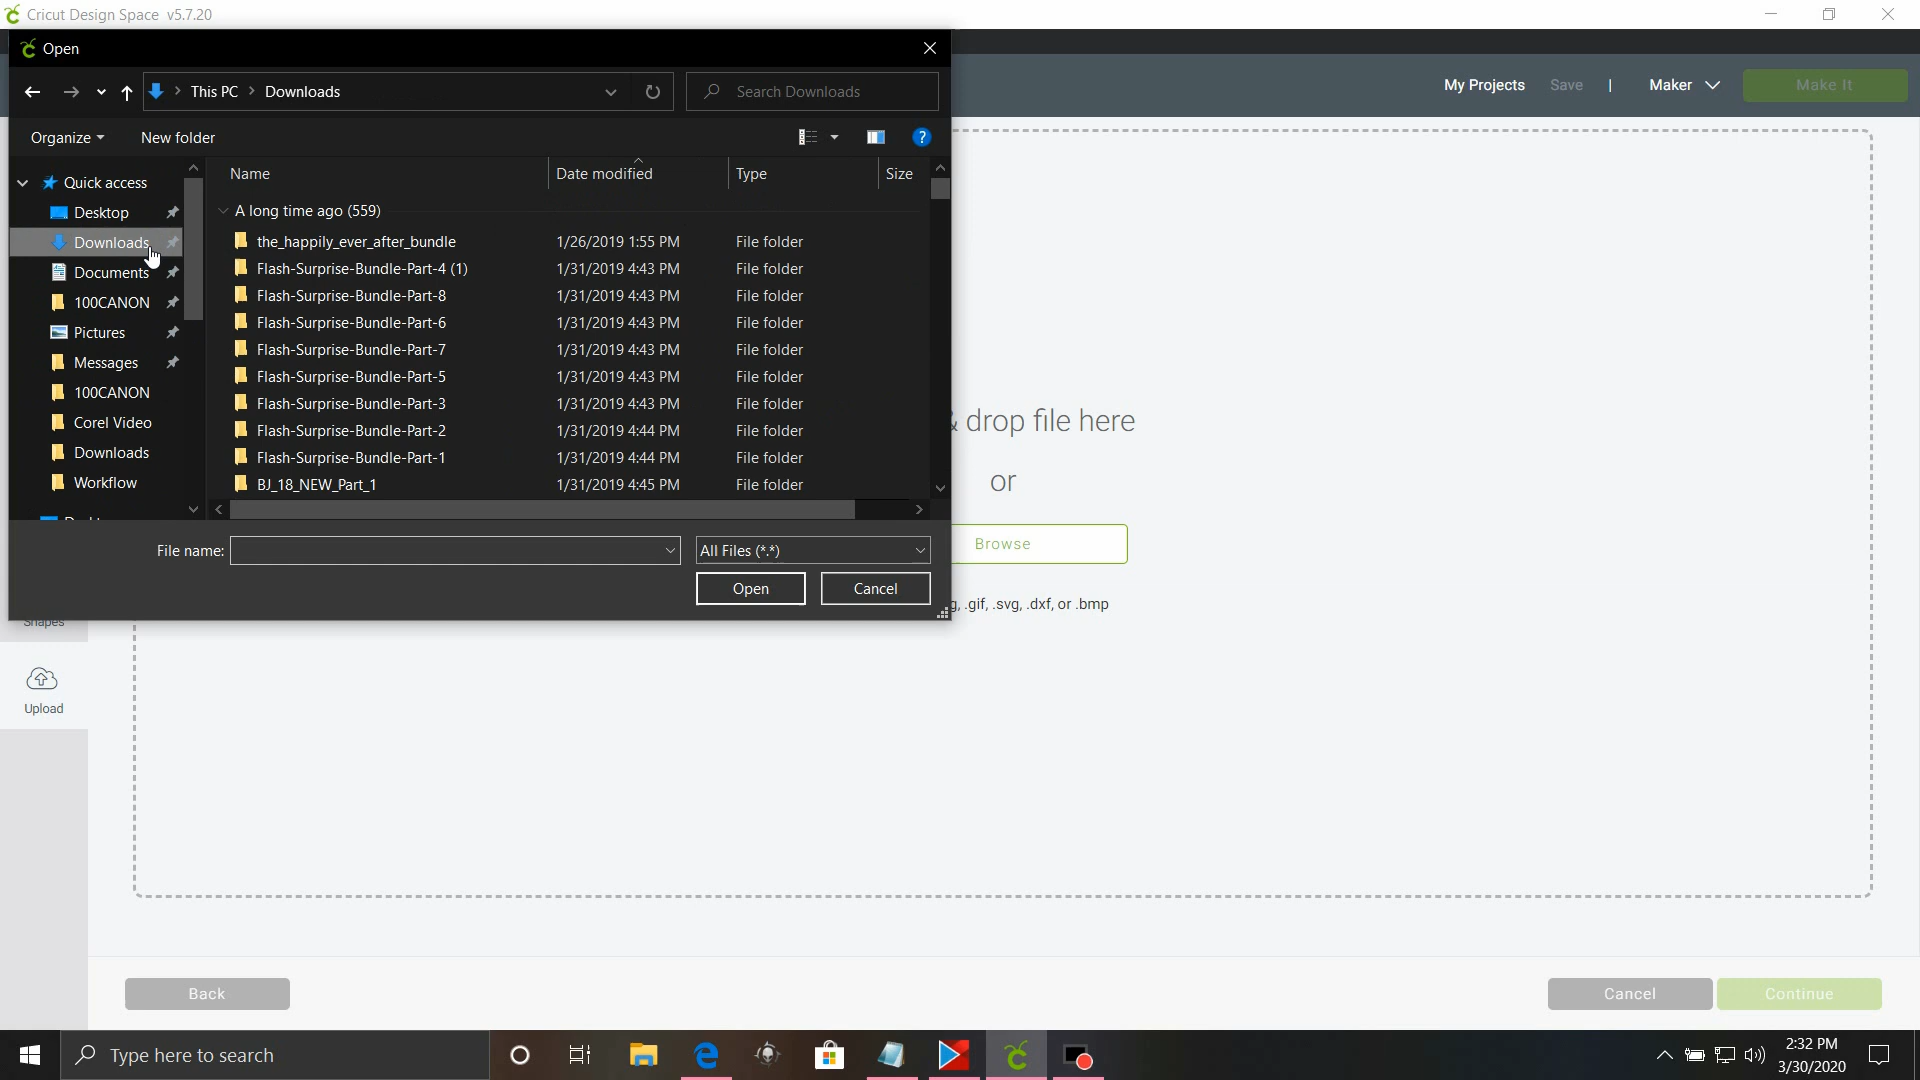 Cricut Design Space v5.7.20
Open
This PC > Downloads
Search Downloads
My Projects Save | Maker Make It
Organize New folder
Name Date modified Type Size
Quick access
Desktop
Downloads
Documents
100CANON
Pictures
Messages
100CANON
Corel Video
Downloads
Workflow
A long time ago (559)
the_happily_ever_after_bundle 1/26/2019 1:55 PM File folder
Flash-Surprise-Bundle-Part-4 (1) 1/31/2019 4:43 PM File folder
Flash-Surprise-Bundle-Part-8 1/31/2019 4:43 PM File folder
Flash-Surprise-Bundle-Part-6 1/31/2019 4:43 PM File folder
Flash-Surprise-Bundle-Part-7 1/31/2019 4:43 PM File folder
Flash-Surprise-Bundle-Part-5 1/31/2019 4:43 PM File folder
Flash-Surprise-Bundle-Part-3 1/31/2019 4:43 PM File folder
Flash-Surprise-Bundle-Part-2 1/31/2019 4:44 PM File folder
Flash-Surprise-Bundle-Part-1 1/31/2019 4:44 PM File folder
BJ_18_NEW_Part_1 1/31/2019 4:45 PM File folder
File name: All Files (*.*)
Open Cancel
& drop file here
or
Browse
.gif, .svg, .dxf, or .bmp
Shapes
Upload
Back Cancel Continue
Type here to search
2:32 PM
3/30/2020